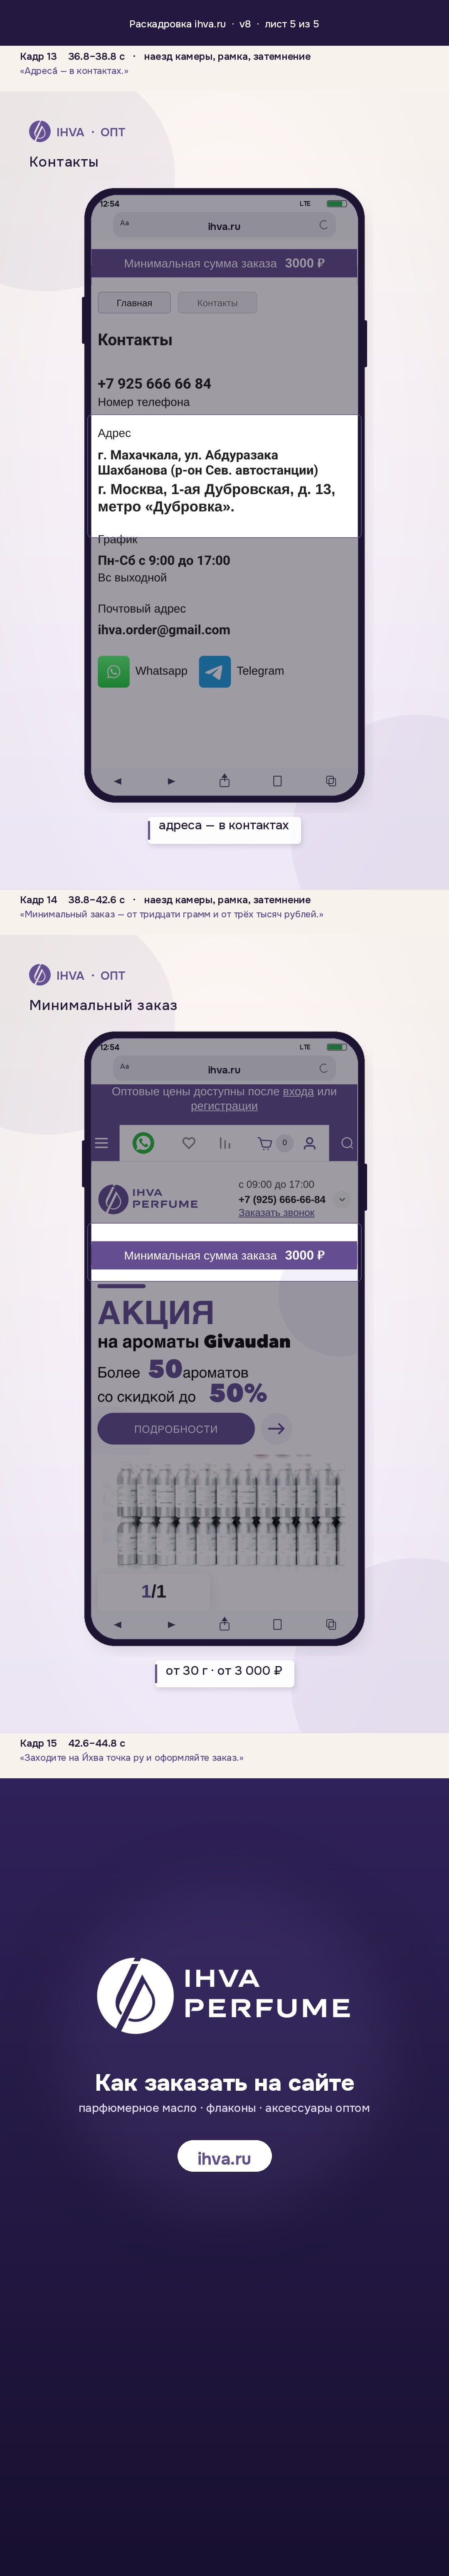 Раскадровка ihva.ru · v8 · лист 5 из 5
Кадр 13 36.8–38.8 с · наезд камеры, рамка, затемнение
«Адреса́ — в контактах.»
IHVA · ОПТ
Контакты
12:54 LTE
Аа ihva.ru
Минимальная сумма заказа 3000 ₽
Главная Контакты
Контакты
+7 925 666 66 84
Номер телефона
Адрес
г. Махачкала, ул. Абдуразака
Шахбанова (р-он Сев. автостанции)
г. Москва, 1-ая Дубровская, д. 13,
метро «Дубровка».
График
Пн-Сб с 9:00 до 17:00
Вс выходной
Почтовый адрес
ihva.order@gmail.com
Whatsapp Telegram
адреса — в контактах
Кадр 14 38.8–42.6 с · наезд камеры, рамка, затемнение
«Минимальный заказ — от тридцати грамм и от трёх тысяч рублей.»
IHVA · ОПТ
Минимальный заказ
12:54 LTE
Аа ihva.ru
Оптовые цены доступны после входа или
регистрации
0
IHVA
PERFUME
с 09:00 до 17:00
+7 (925) 666-66-84
Заказать звонок
Минимальная сумма заказа 3000 ₽
АКЦИЯ
на ароматы Givaudan
Более 50ароматов
со скидкой до 50%
ПОДРОБНОСТИ
1/1
от 30 г · от 3 000 ₽
Кадр 15 42.6–44.8 с
«Заходите на И́хва точка ру и оформляйте заказ.»
IHVA
PERFUME
Как заказать на сайте
парфюмерное масло · флаконы · аксессуары оптом
ihva.ru